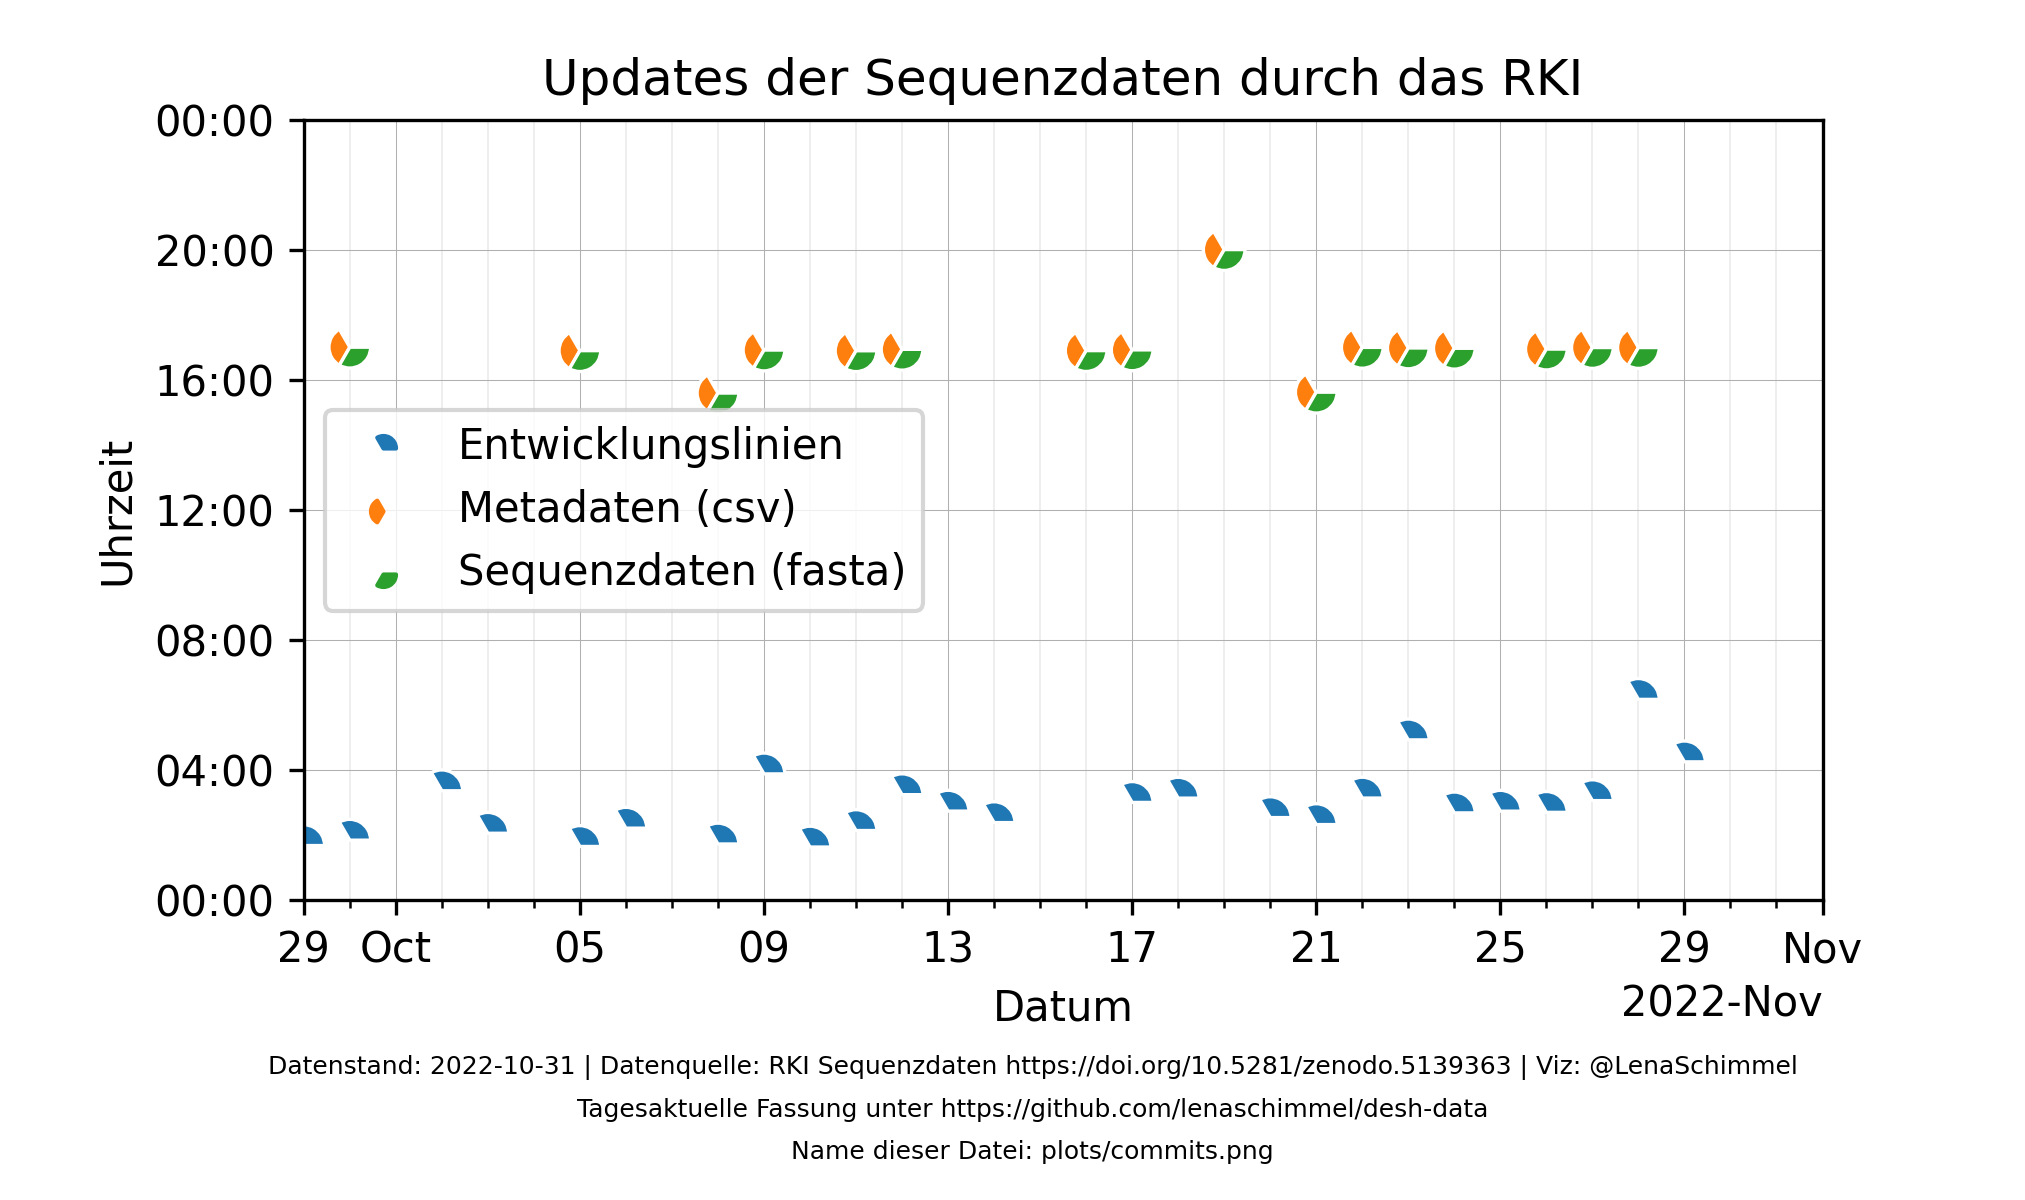 Updates der Sequenzdaten durch das RKI
00:00
20:00
16:00
12:00
08:00
04:00
00:00
Uhrzeit
Entwicklungslinien
Metadaten (csv)
Sequenzdaten (fasta)
29 Oct 05 09 13 17 21 25 29 Nov
Datum
2022-Nov
Datenstand: 2022-10-31 | Datenquelle: RKI Sequenzdaten https://doi.org/10.5281/zenodo.5139363 | Viz: @LenaSchimmel
Tagesaktuelle Fassung unter https://github.com/lenaschimmel/desh-data
Name dieser Datei: plots/commits.png